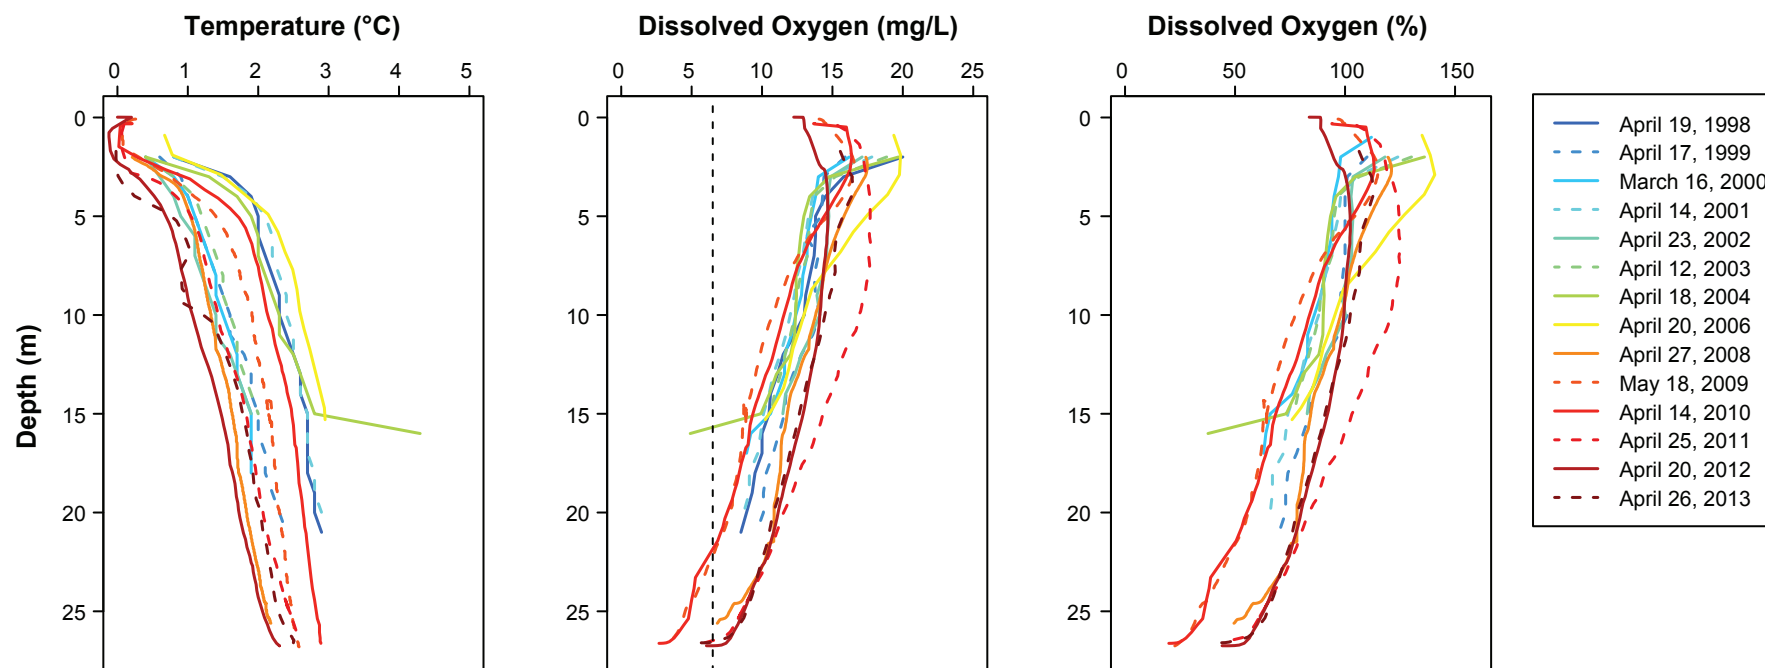 Temperature (°C)
Dissolved Oxygen (mg/L)
Dissolved Oxygen (%)
0 1 2 3 4 5
0 5 10 15 20 25
0 50 100 150
Depth (m)
0
5
10
15
20
25
0
5
10
15
20
25
0
5
10
15
20
25
April 19, 1998
April 17, 1999
March 16, 2000
April 14, 2001
April 23, 2002
April 12, 2003
April 18, 2004
April 20, 2006
April 27, 2008
May 18, 2009
April 14, 2010
April 25, 2011
April 20, 2012
April 26, 2013